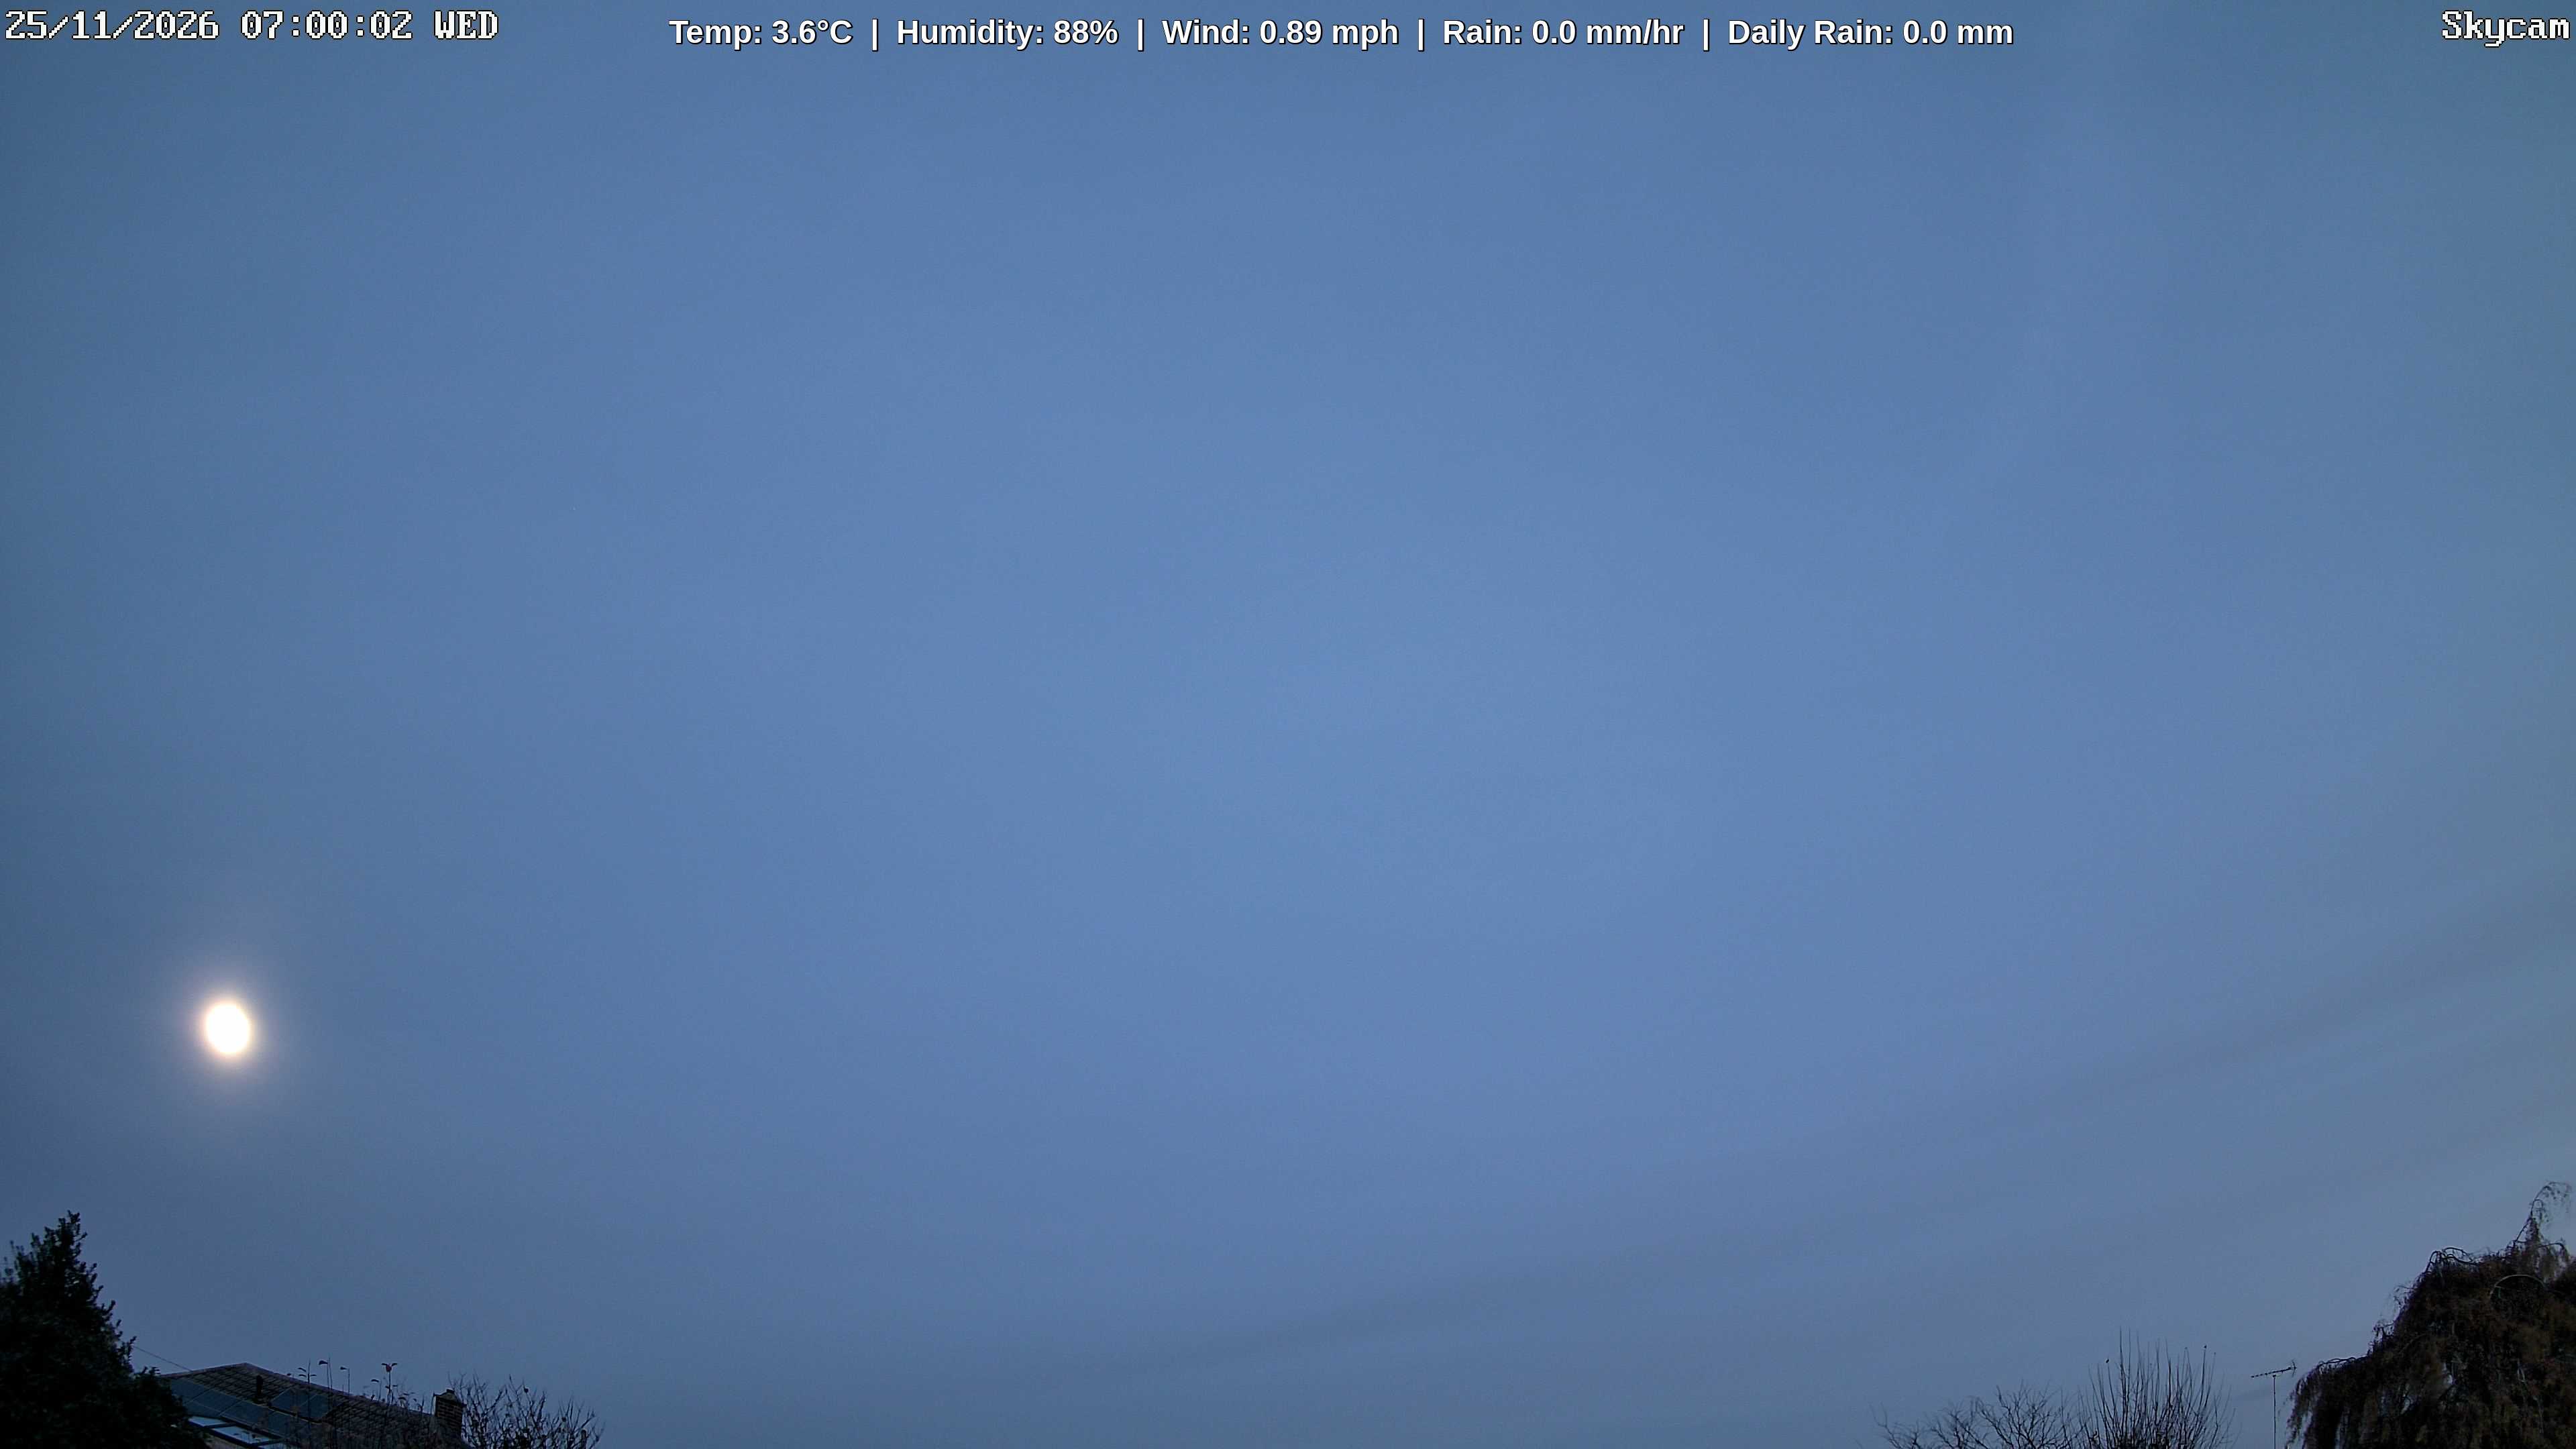 25/11/2026 07:00:02 WED
Temp: 3.6°C | Humidity: 88% | Wind: 0.89 mph | Rain: 0.0 mm/hr | Daily Rain: 0.0 mm
Skycam